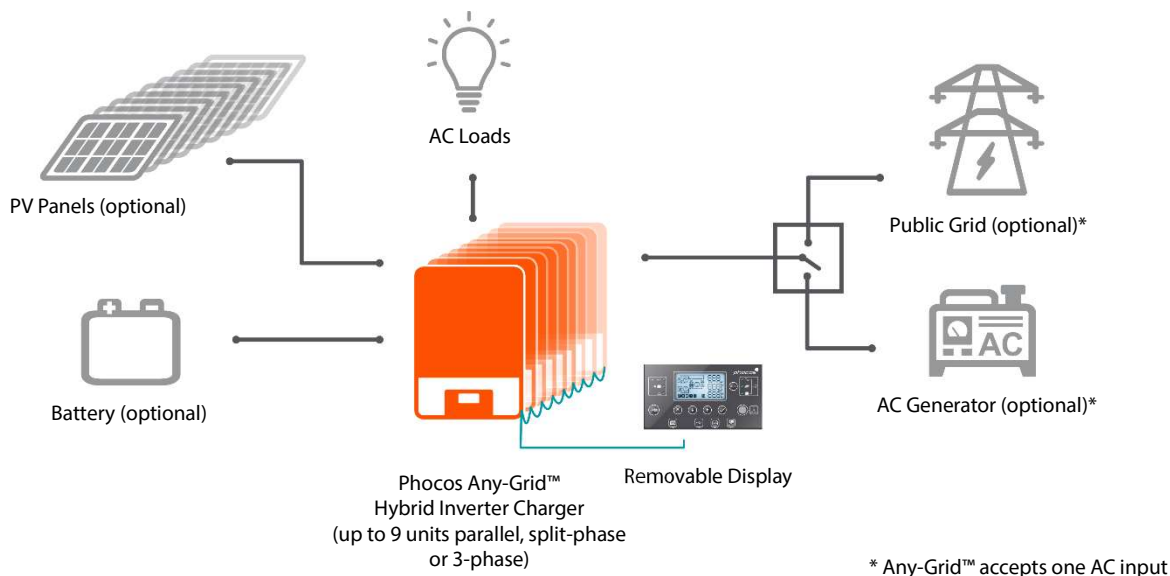 AC Loads
PV Panels (optional)
Public Grid (optional)*
AC
Battery (optional)
AC Generator (optional)*
phocos
Removable Display
Phocos Any-Grid™
Hybrid Inverter Charger
(up to 9 units parallel, split-phase
or 3-phase)
* Any-Grid™ accepts one AC input